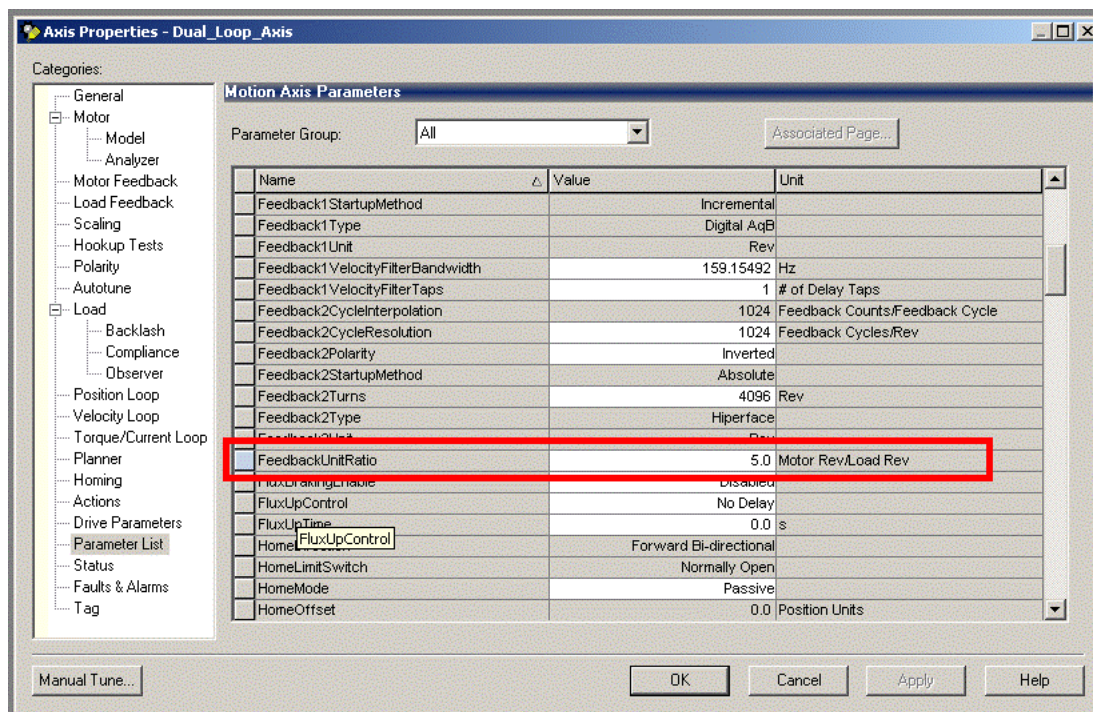 Axis Properties - Dual_Loop_Axis
Categories:
General
Motor
Model
Analyzer
Motor Feedback
Load Feedback
Scaling
Hookup Tests
Polarity
Autotune
Load
Backlash
Compliance
Observer
Position Loop
Velocity Loop
Torque/Current Loop
Planner
Homing
Actions
Drive Parameters
Parameter List
Status
Faults & Alarms
Tag
Motion Axis Parameters
Parameter Group: All Associated Page...
Name Value Unit
Feedback1StartupMethod Incremental
Feedback1Type Digital AqB
Feedback1Unit Rev
Feedback1VelocityFilterBandwidth 159.15492 Hz
Feedback1VelocityFilterTaps 1 # of Delay Taps
Feedback2CycleInterpolation 1024 Feedback Counts/Feedback Cycle
Feedback2CycleResolution 1024 Feedback Cycles/Rev
Feedback2Polarity Inverted
Feedback2StartupMethod Absolute
Feedback2Turns 4096 Rev
Feedback2Type Hiperface
Feedback2Unit Rev
FeedbackUnitRatio 5.0 Motor Rev/Load Rev
FluxBrakingEnable Disabled
FluxUpControl No Delay
FluxUpTime 0.0 s
FluxUpControl
HomeDirection Forward Bi-directional
HomeLimitSwitch Normally Open
HomeMode Passive
HomeOffset 0.0 Position Units
Manual Tune... OK Cancel Apply Help